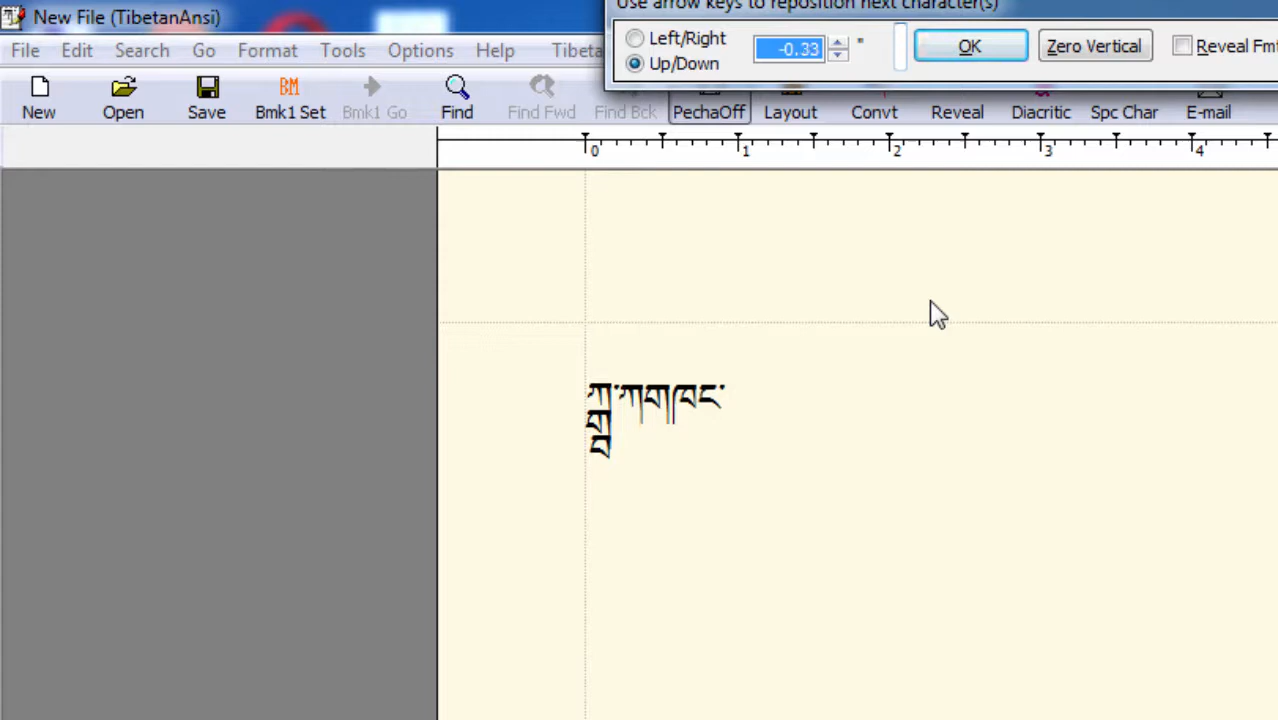 New File (TibetanAnsi)
Use arrow keys to reposition next character(s)
Left/Right
Up/Down
-0.33 "
OK
Zero Vertical
Reveal Fmt
File Edit Search Go Format Tools Options Help Tibeta
New Open Save Bmk1 Set Bmk1 Go Find Find Fwd Find Bck PechaOff Layout Convt Reveal Diacritic Spc Char E-mail
BM
0 1 2 3 4